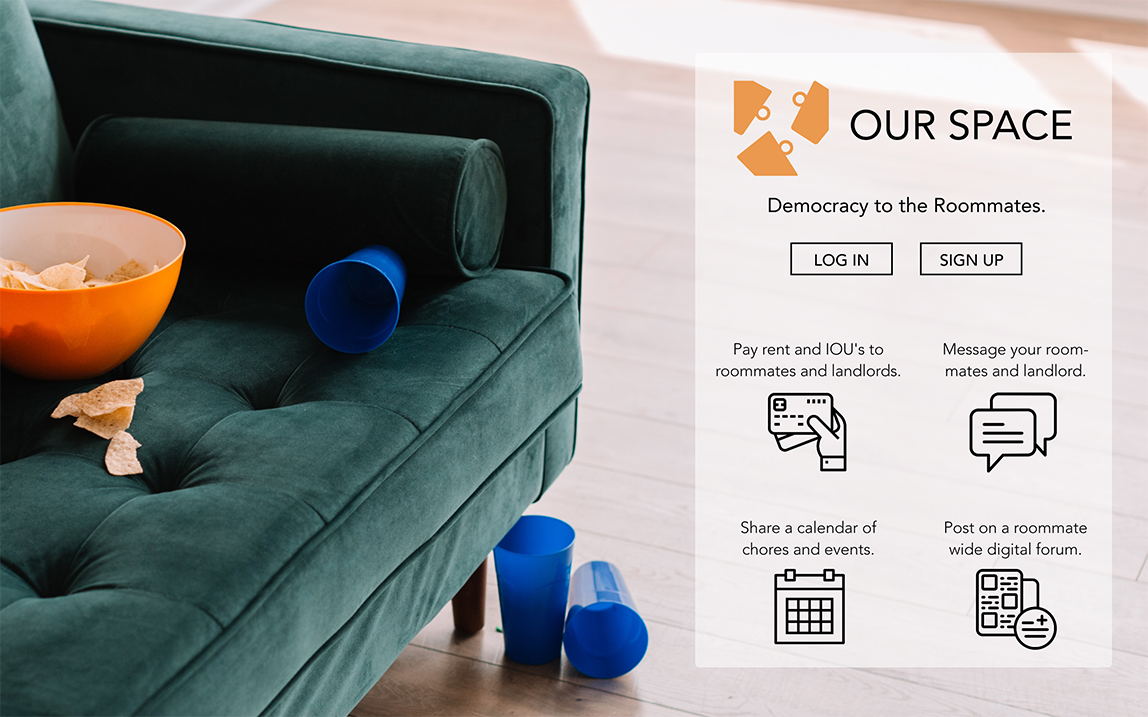 OUR SPACE
Democracy to the Roommates.
LOG IN
SIGN UP
Pay rent and IOU's to
roommates and landlords.
Message your room-
mates and landlord.
Share a calendar of
chores and events.
Post on a roommate
wide digital forum.